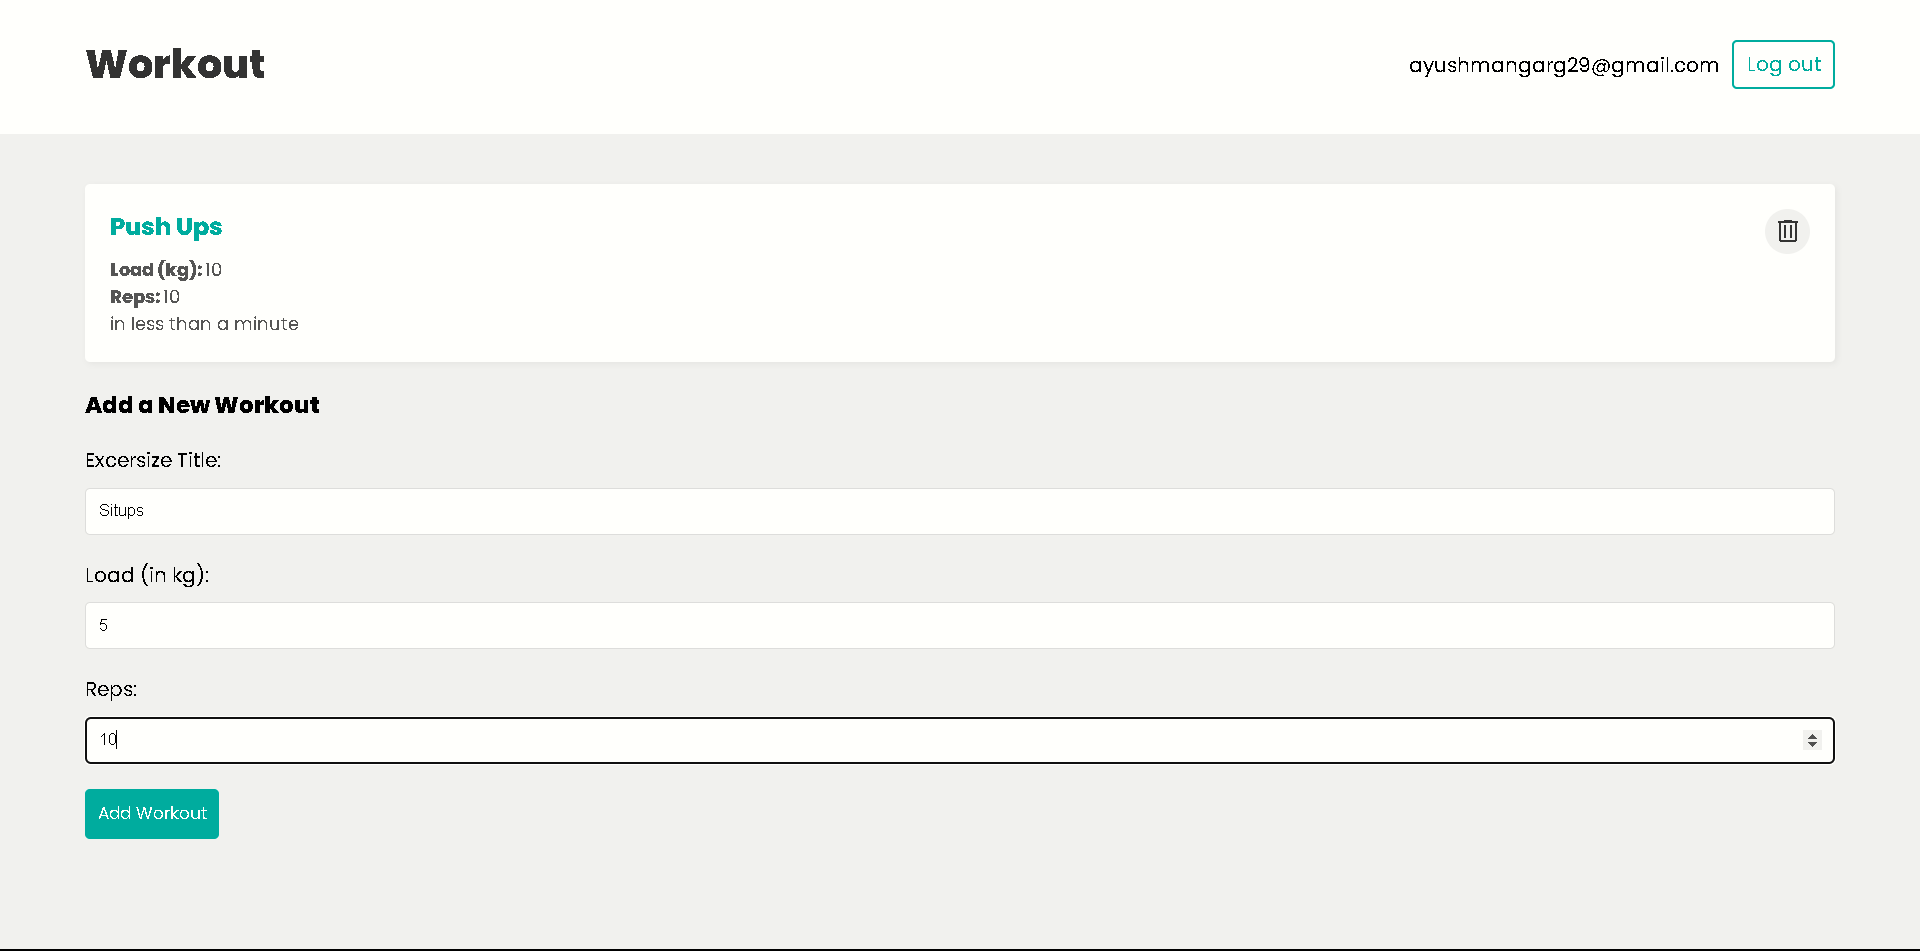 Workout
ayushmangarg29@gmail.com
Log out
Push Ups
Load (kg): 10
Reps: 10
in less than a minute
Add a New Workout
Excersize Title:
Situps
Load (in kg):
5
Reps:
10
Add Workout